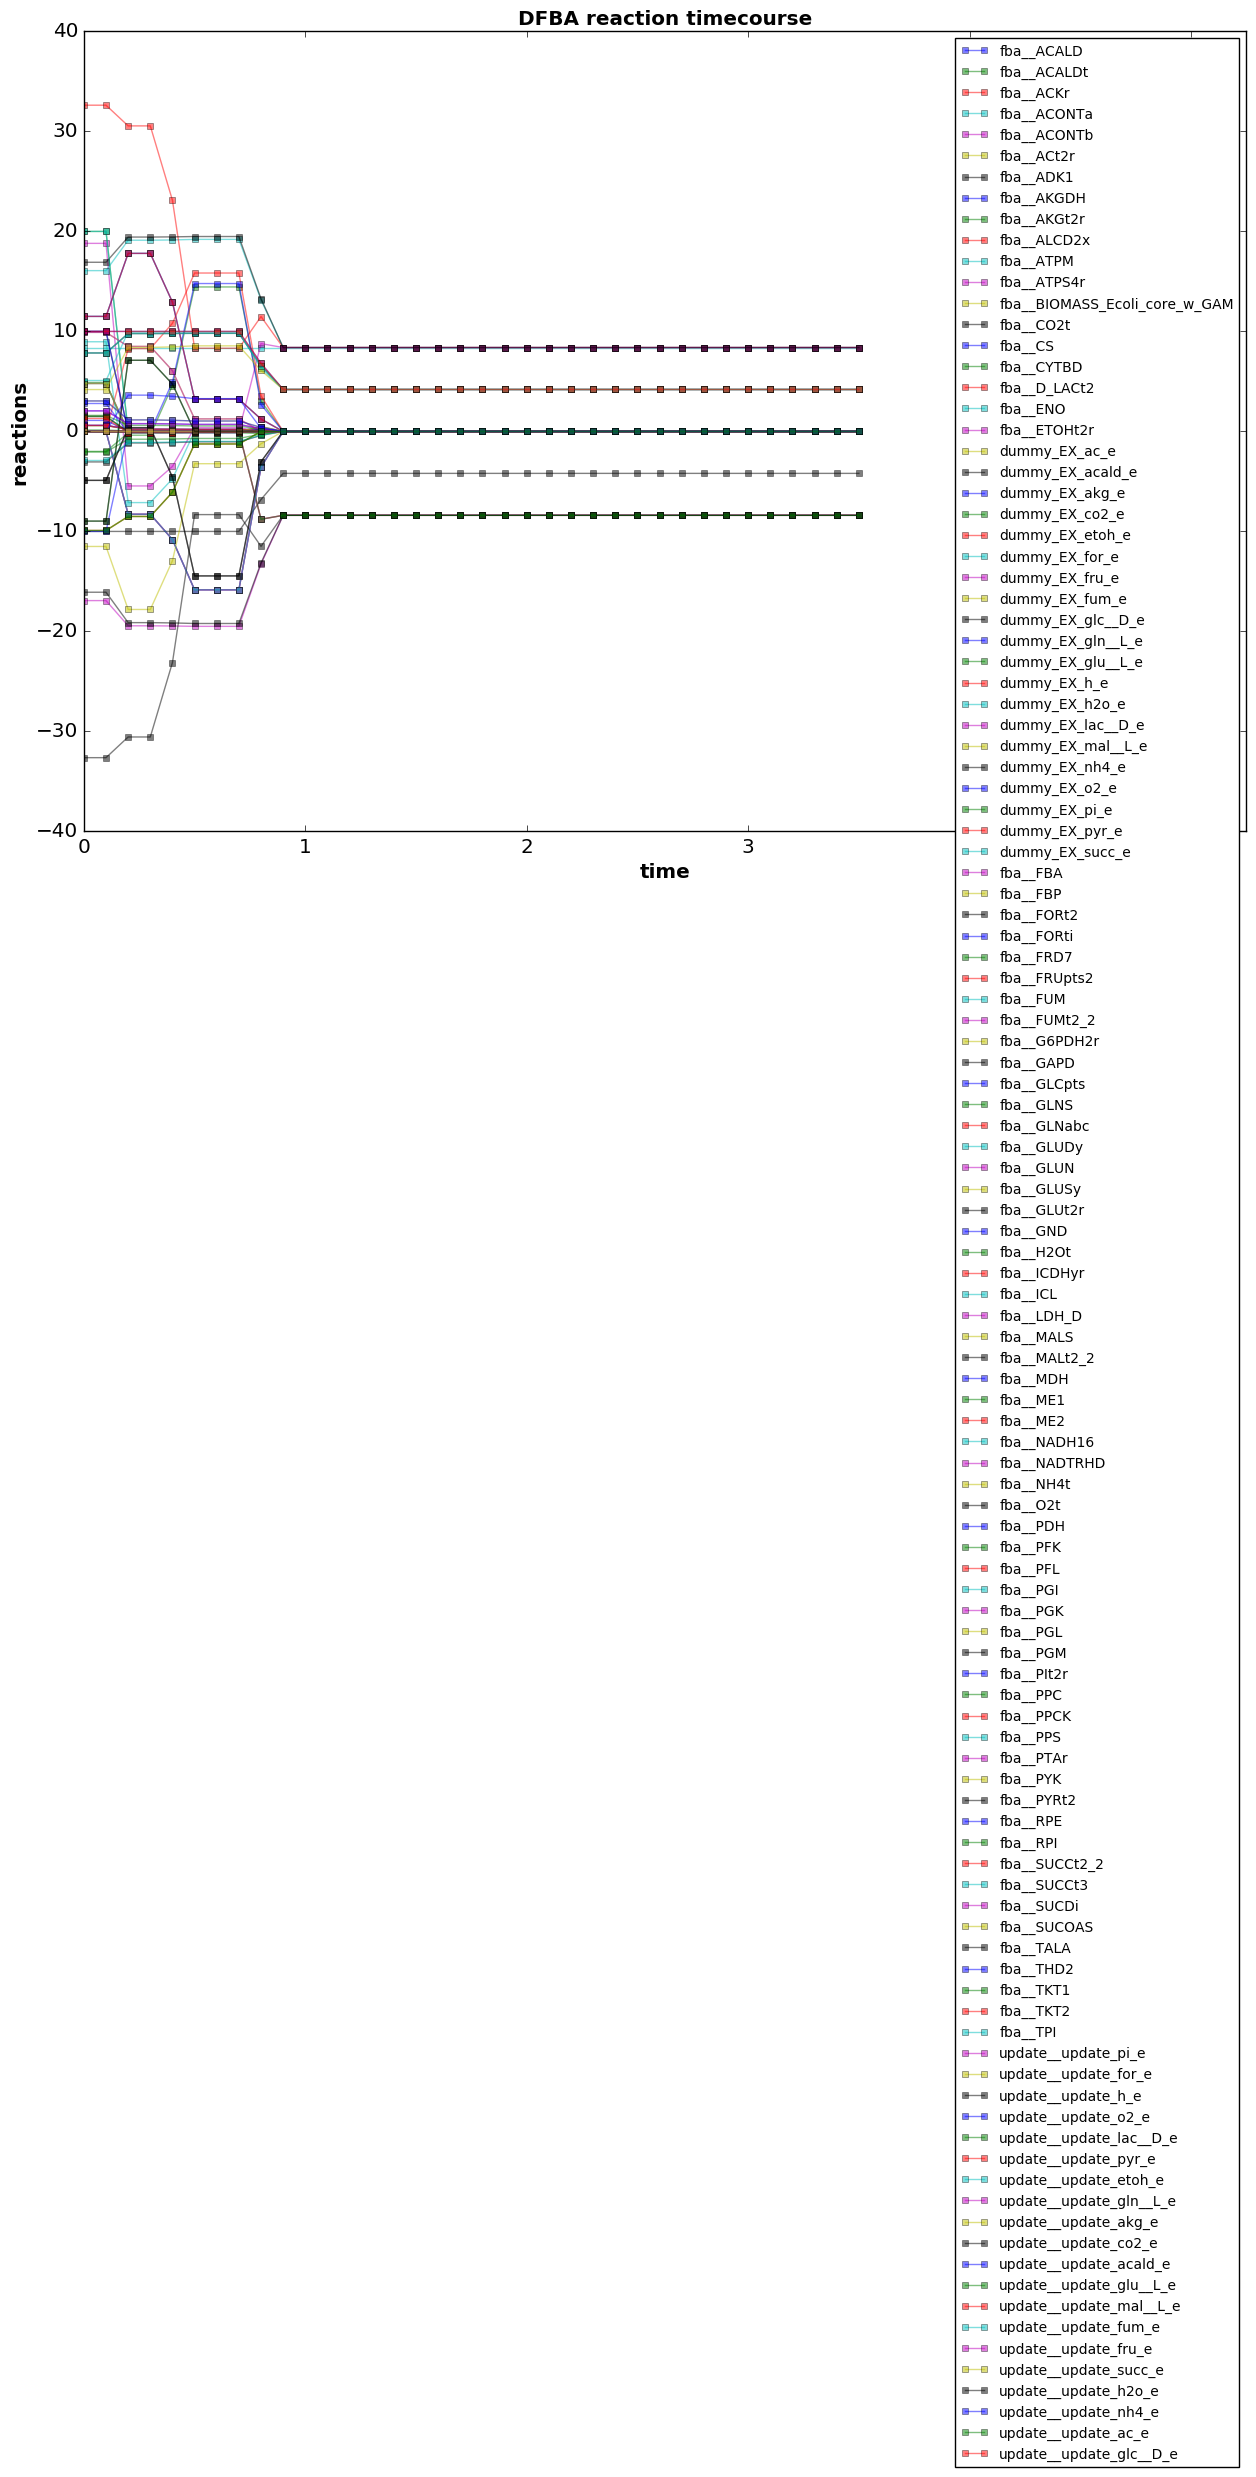 DFBA reaction timecourse
40
30
20
10
0
−10
−20
−30
−40
reactions
0
1
2
3
time
fba__ACALD
fba__ACALDt
fba__ACKr
fba__ACONTa
fba__ACONTb
fba__ACt2r
fba__ADK1
fba__AKGDH
fba__AKGt2r
fba__ALCD2x
fba__ATPM
fba__ATPS4r
fba__BIOMASS_Ecoli_core_w_GAM
fba__CO2t
fba__CS
fba__CYTBD
fba__D_LACt2
fba__ENO
fba__ETOHt2r
dummy_EX_ac_e
dummy_EX_acald_e
dummy_EX_akg_e
dummy_EX_co2_e
dummy_EX_etoh_e
dummy_EX_for_e
dummy_EX_fru_e
dummy_EX_fum_e
dummy_EX_glc__D_e
dummy_EX_gln__L_e
dummy_EX_glu__L_e
dummy_EX_h_e
dummy_EX_h2o_e
dummy_EX_lac__D_e
dummy_EX_mal__L_e
dummy_EX_nh4_e
dummy_EX_o2_e
dummy_EX_pi_e
dummy_EX_pyr_e
dummy_EX_succ_e
fba__FBA
fba__FBP
fba__FORt2
fba__FORti
fba__FRD7
fba__FRUpts2
fba__FUM
fba__FUMt2_2
fba__G6PDH2r
fba__GAPD
fba__GLCpts
fba__GLNS
fba__GLNabc
fba__GLUDy
fba__GLUN
fba__GLUSy
fba__GLUt2r
fba__GND
fba__H2Ot
fba__ICDHyr
fba__ICL
fba__LDH_D
fba__MALS
fba__MALt2_2
fba__MDH
fba__ME1
fba__ME2
fba__NADH16
fba__NADTRHD
fba__NH4t
fba__O2t
fba__PDH
fba__PFK
fba__PFL
fba__PGI
fba__PGK
fba__PGL
fba__PGM
fba__PIt2r
fba__PPC
fba__PPCK
fba__PPS
fba__PTAr
fba__PYK
fba__PYRt2
fba__RPE
fba__RPI
fba__SUCCt2_2
fba__SUCCt3
fba__SUCDi
fba__SUCOAS
fba__TALA
fba__THD2
fba__TKT1
fba__TKT2
fba__TPI
update__update_pi_e
update__update_for_e
update__update_h_e
update__update_o2_e
update__update_lac__D_e
update__update_pyr_e
update__update_etoh_e
update__update_gln__L_e
update__update_akg_e
update__update_co2_e
update__update_acald_e
update__update_glu__L_e
update__update_mal__L_e
update__update_fum_e
update__update_fru_e
update__update_succ_e
update__update_h2o_e
update__update_nh4_e
update__update_ac_e
update__update_glc__D_e